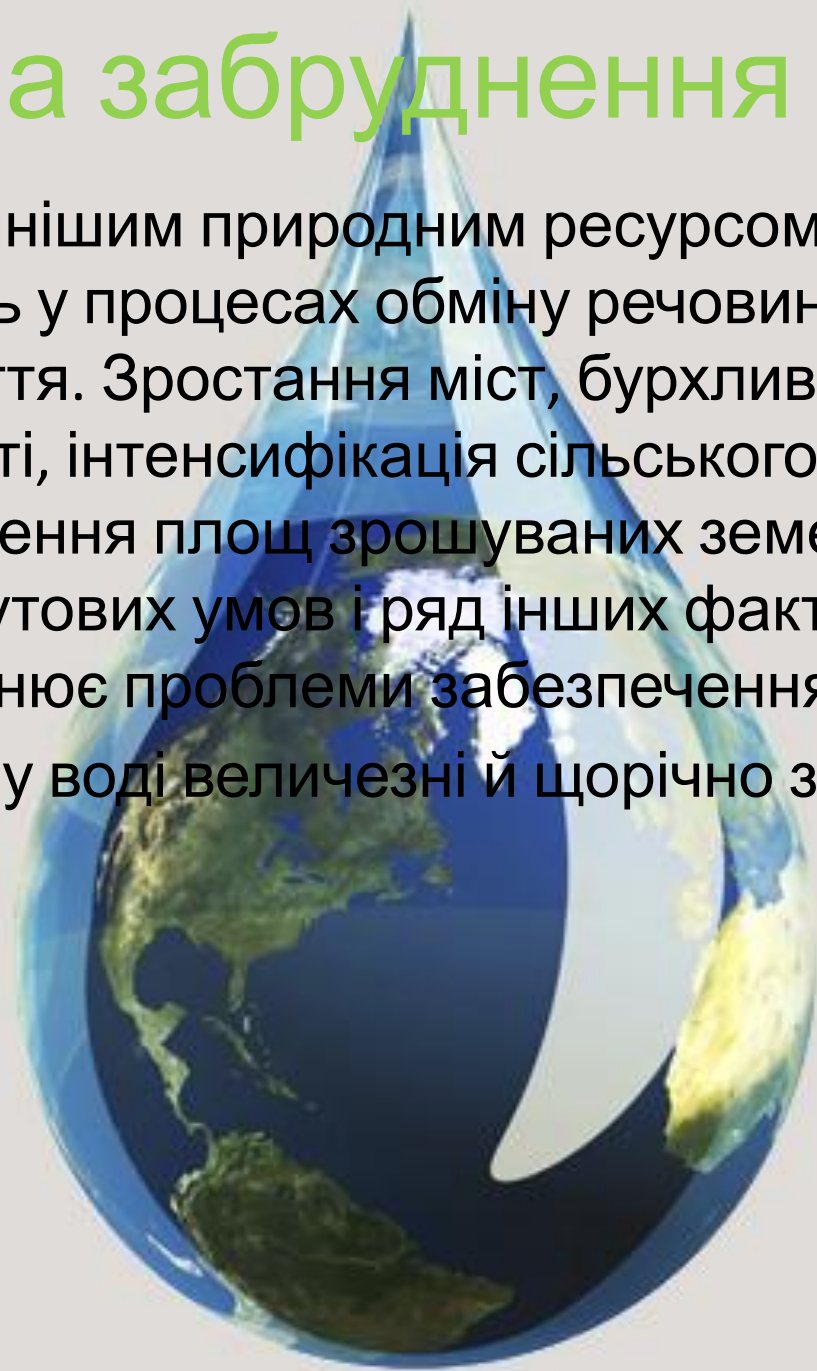 а забруднення
нішим природним ресурсом
ь у процесах обміну речовин
ття. Зростання міст, бурхлив
ті, інтенсифікація сільського
ення площ зрошуваних земе
утових умов і ряд інших факт
нює проблеми забезпечення
у воді величезні й щорічно з